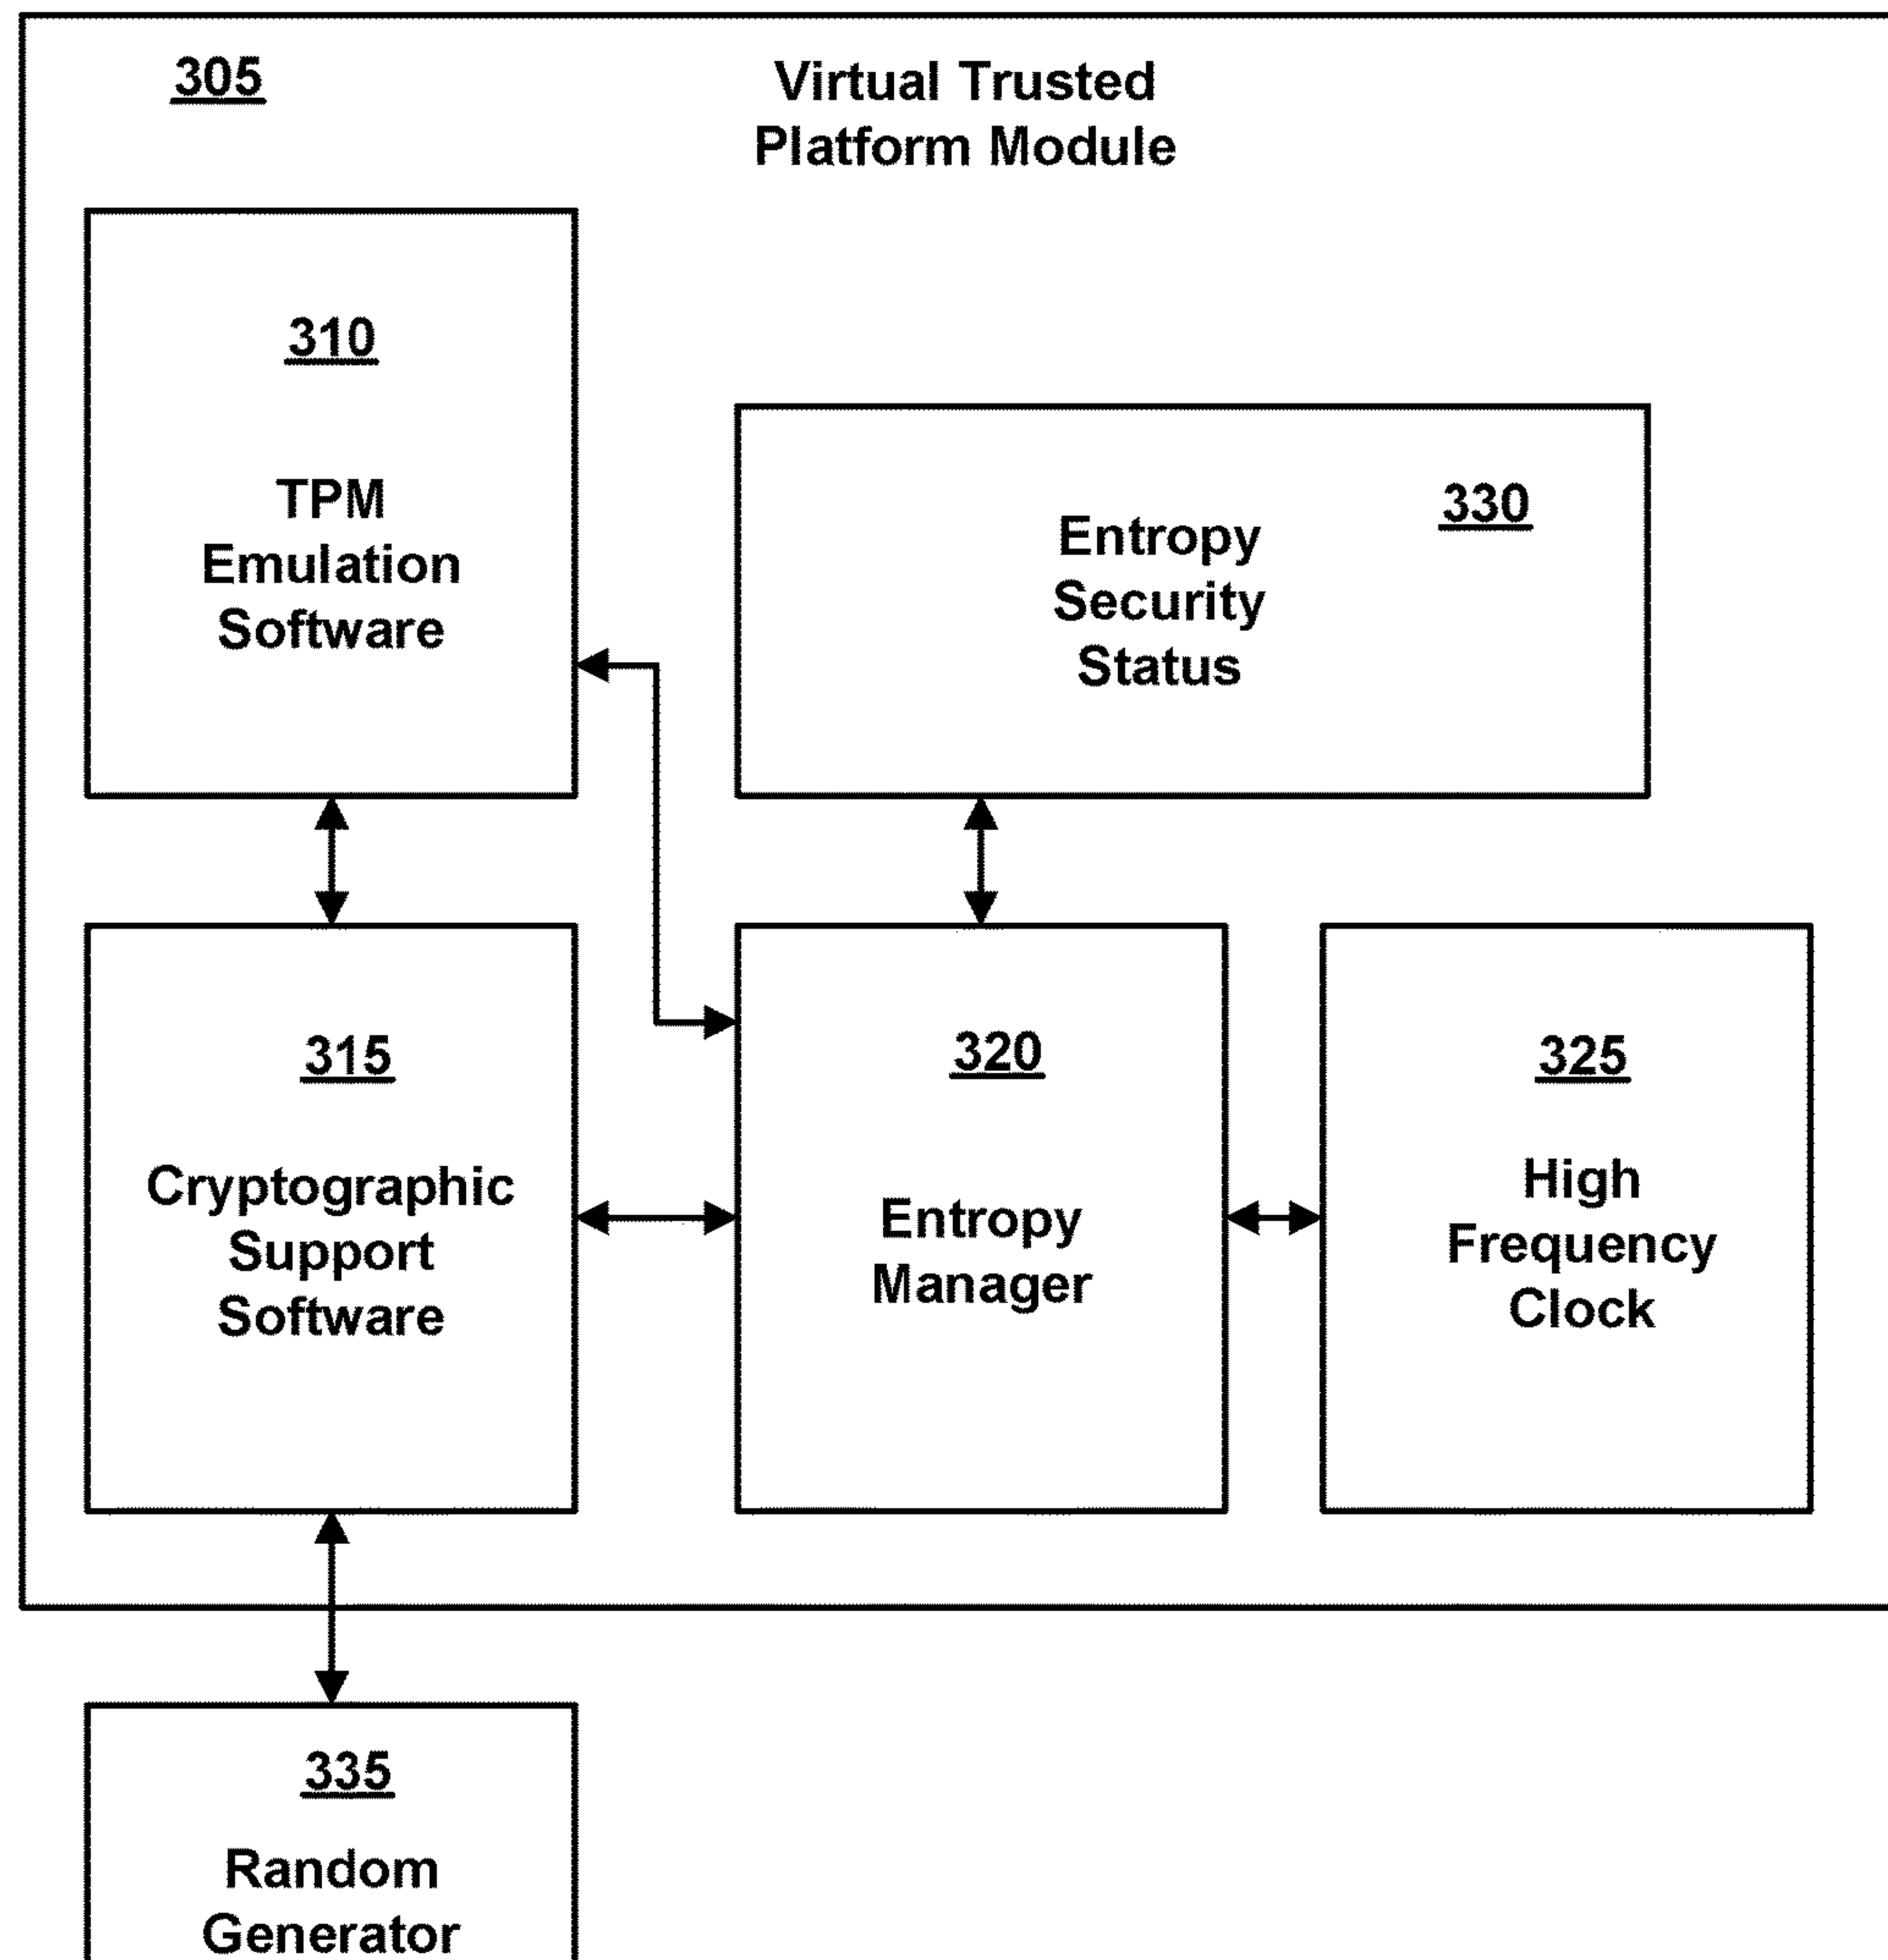 305
Virtual Trusted
Platform Module
310
TPM
Emulation
Software
330
Entropy
Security
Status
315
Cryptographic
Support
Software
320
Entropy
Manager
325
High
Frequency
Clock
335
Random
Generator